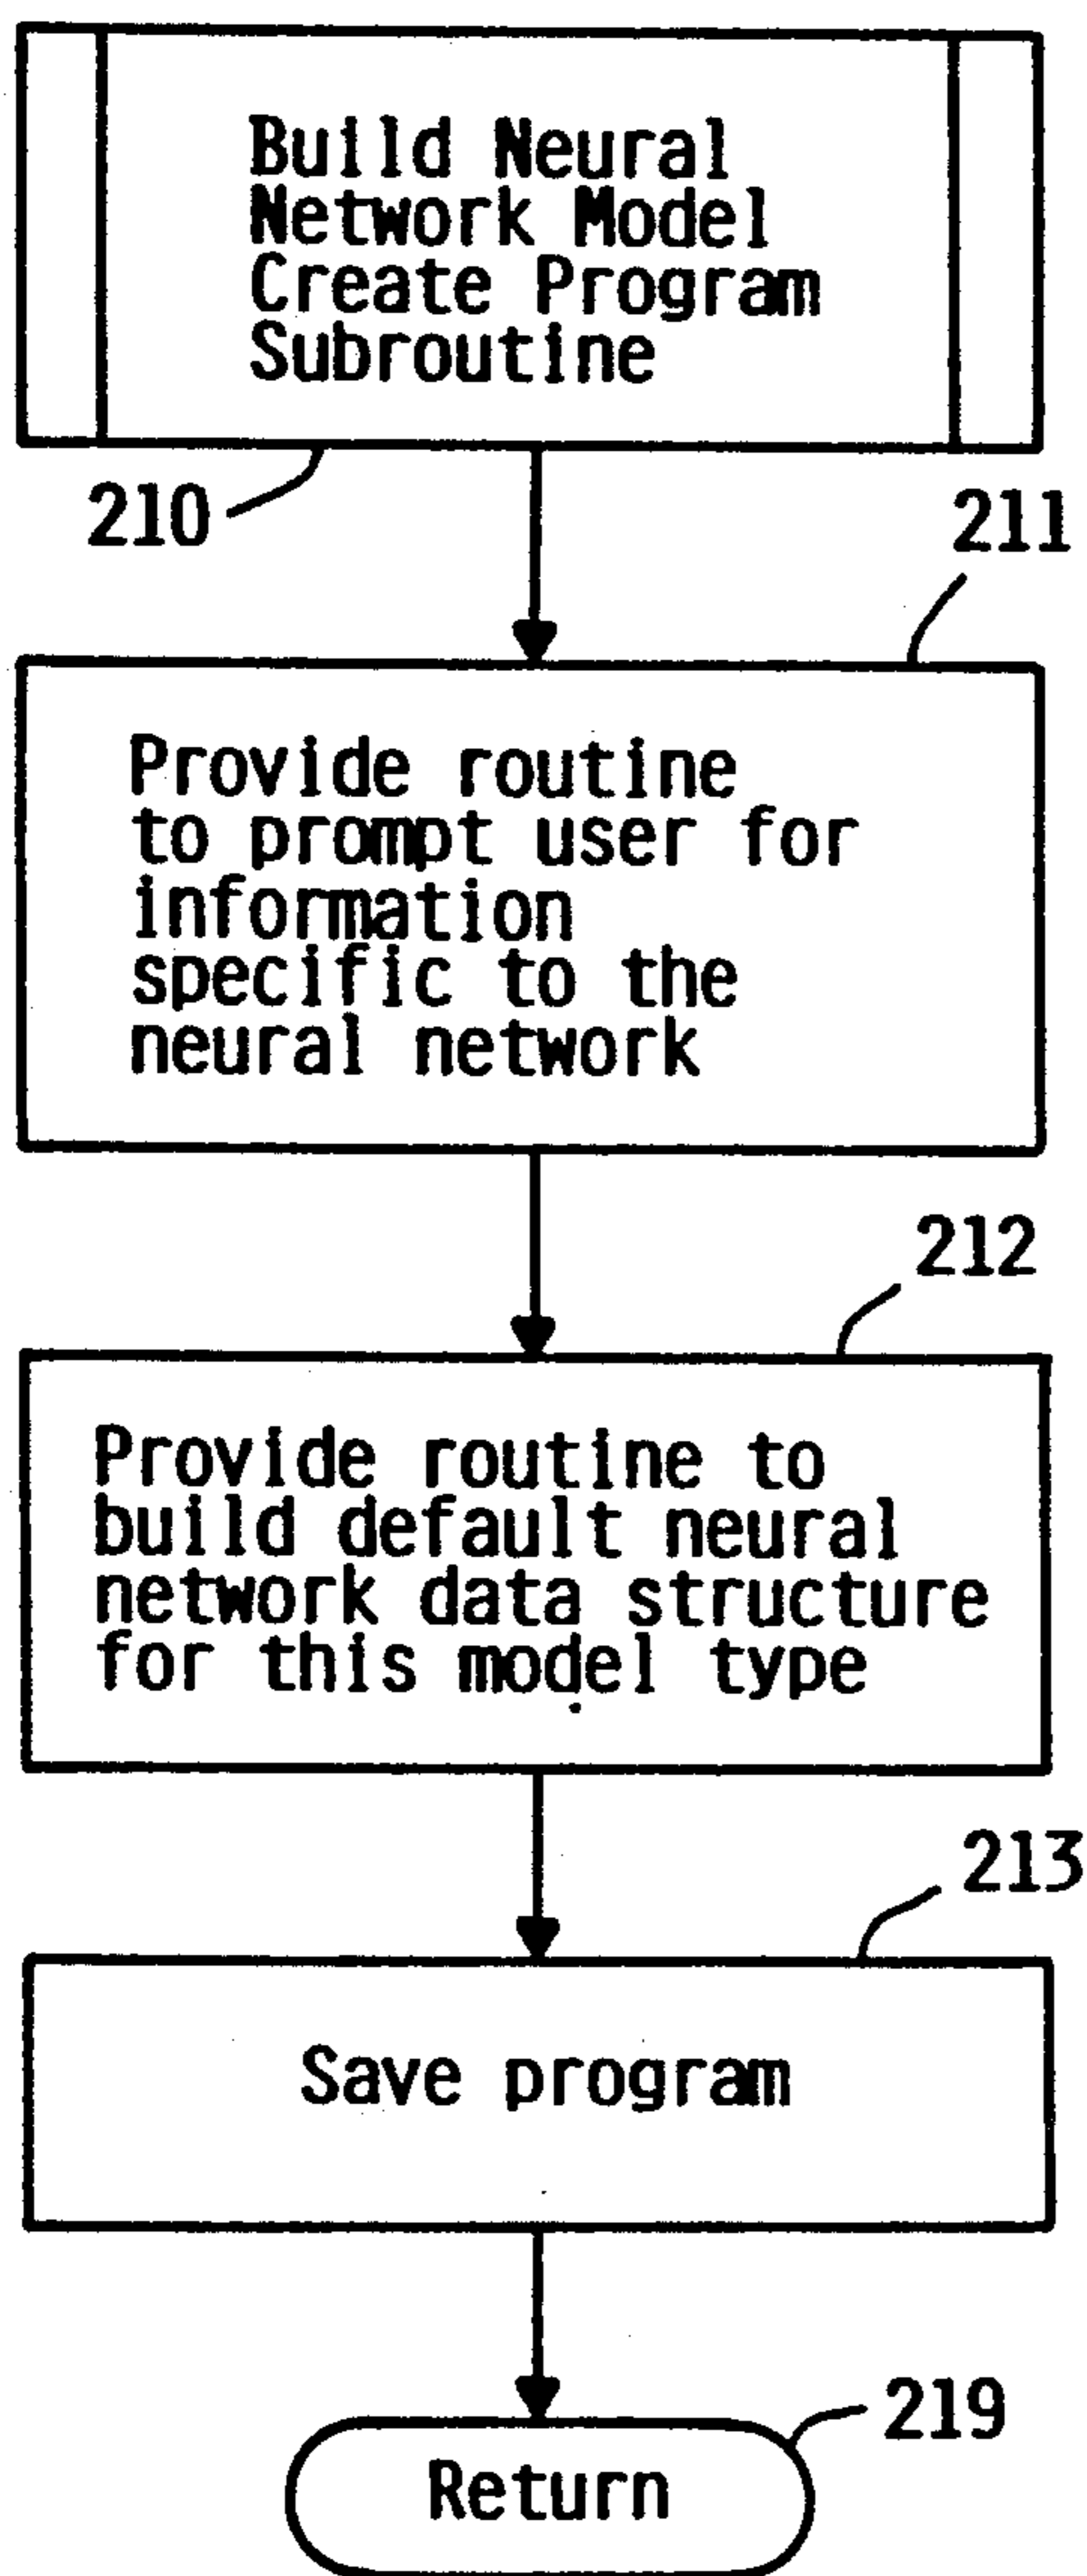 Build Neural
Network Model
Create Program
Subroutine
210
211
Provide routine
to prompt user for
information
specific to the
neural network
212
Provide routine to
build default neural
network data structure
for this model type
213
Save program
219
Return